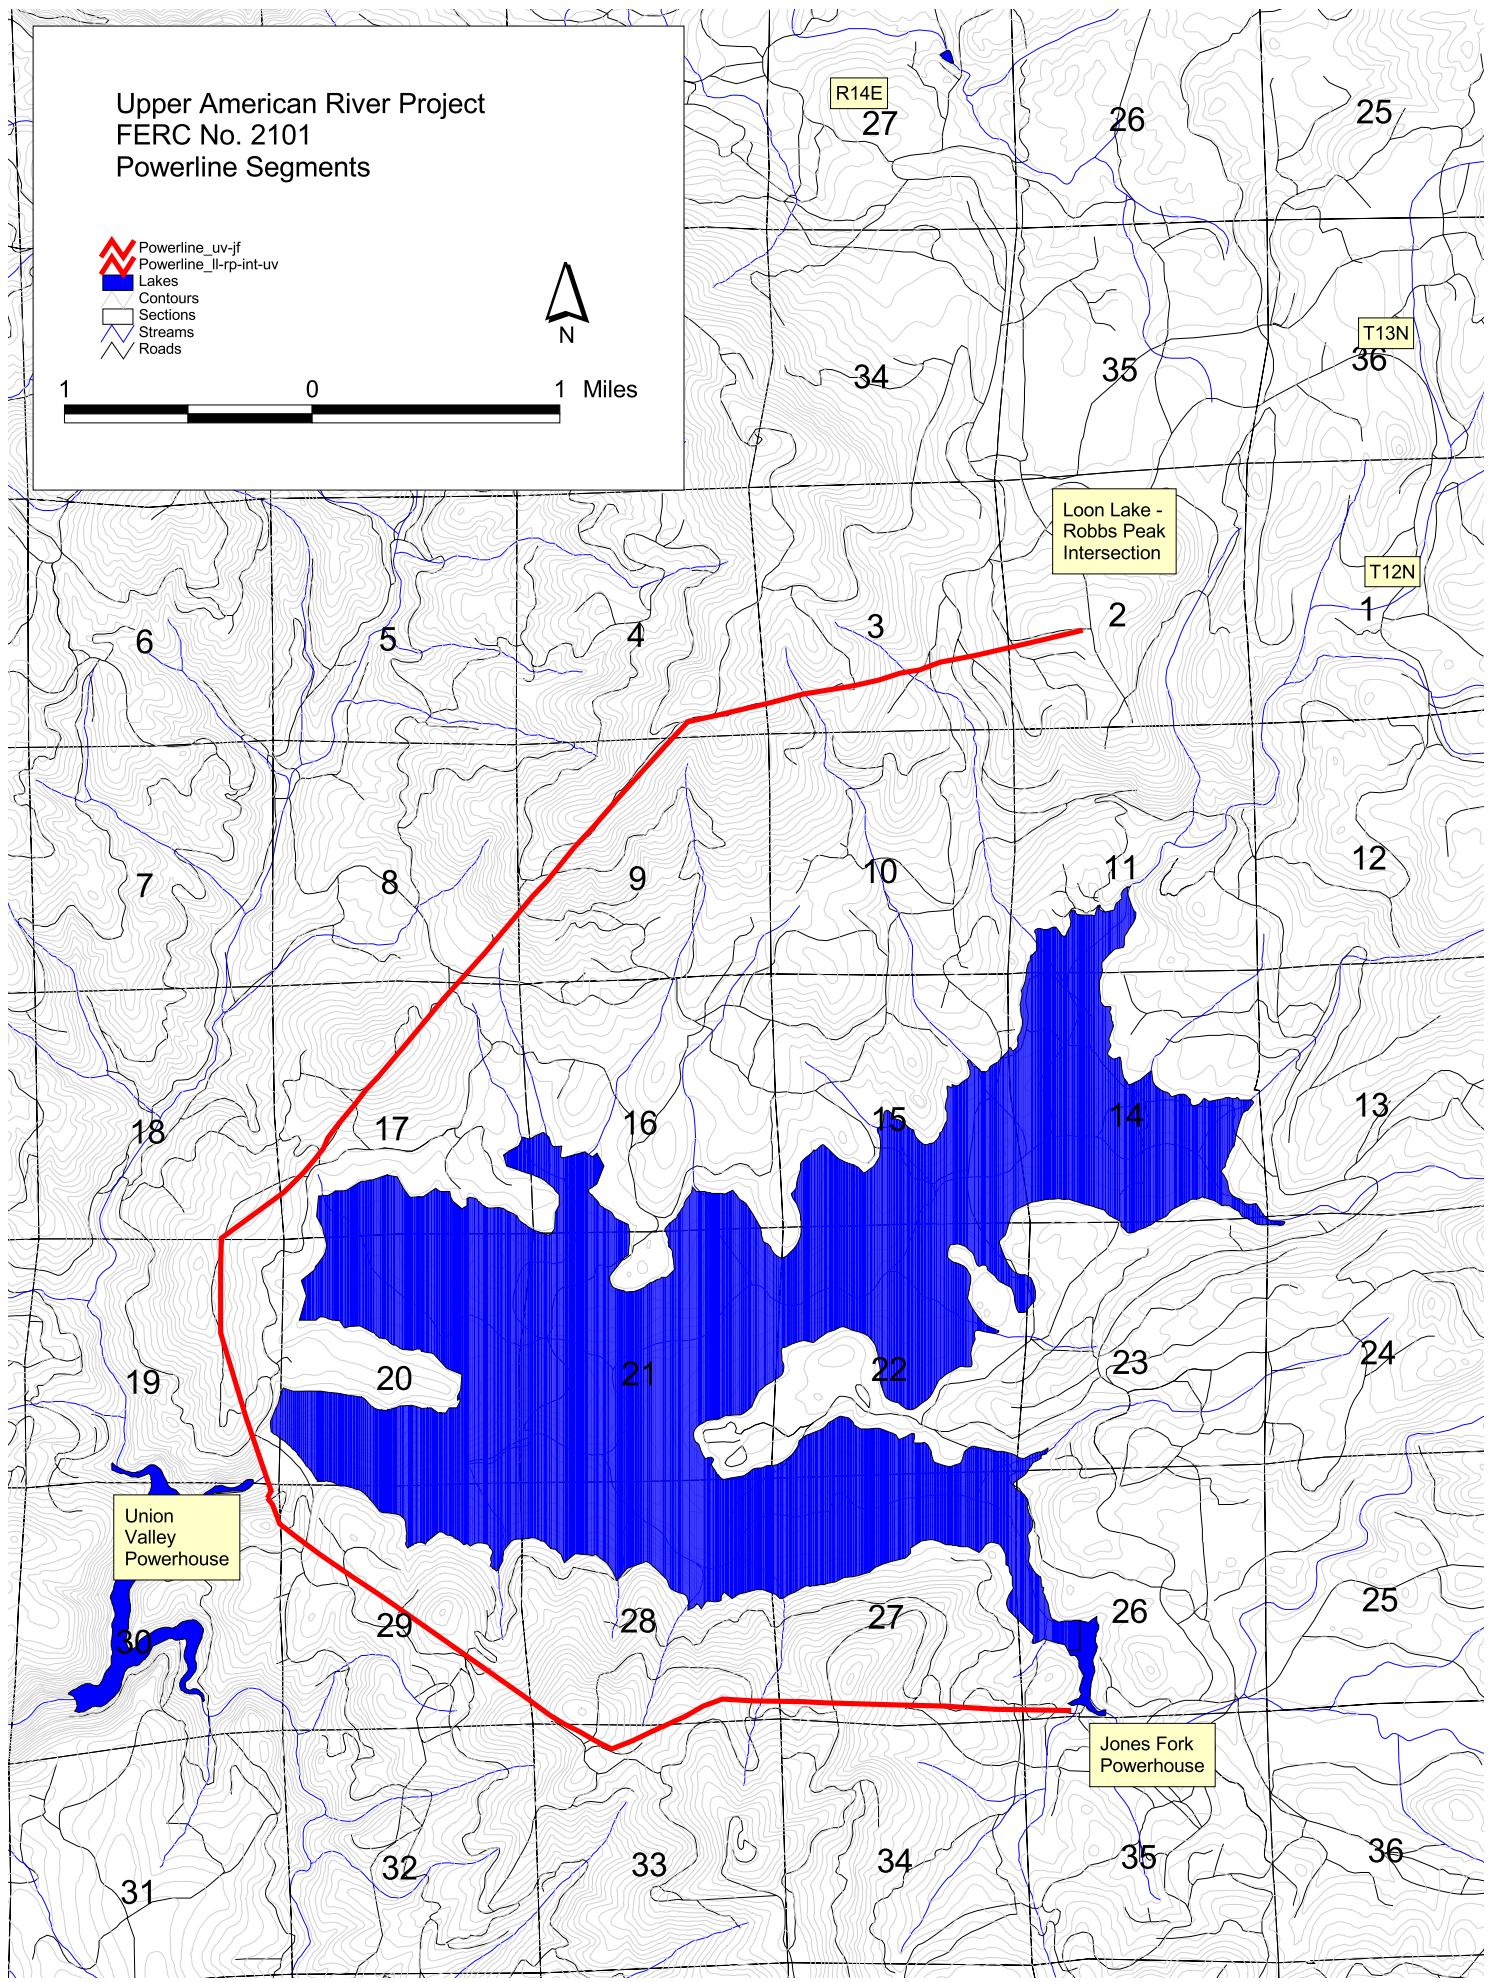 Upper American River Project
FERC No. 2101
Powerline Segments
Powerline_uv-jf
Powerline_ll-rp-int-uv
Lakes
Contours
Sections
Streams
Roads
N
1 0 1 Miles
R14E
27 26 25
T13N
34 35 36
Loon Lake -
Robbs Peak
Intersection
T12N
6 5 4 3 2 1
7 8 9 10 11 12
18 17 16 15 14 13
19 20 21 22 23 24
Union
Valley
Powerhouse
30 29 28 27 26 25
Jones Fork
Powerhouse
31 32 33 34 35 36